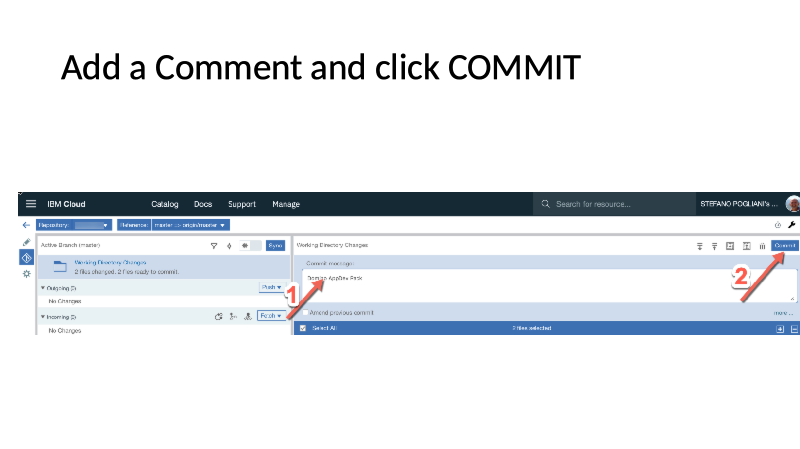 Add a Comment and click COMMIT
IBM Cloud Catalog Docs Support Manage Search for resource... STEFANO POGLIANI's ...
Repository: Reference: master => origin/master
Active Branch (master) Sync Working Directory Changes Commit
Working Directory Changes
2 files changed. 2 files ready to commit.
Commit message:
Domino AppDev Pack
Outgoing (0) Push
No Changes
1
2
Amend previous commit more ...
Incoming (0) Fetch
Select All 2 files selected
No Changes